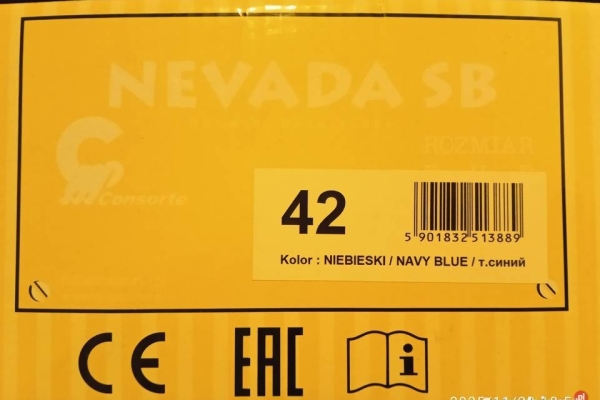 NEVADA SB
ROZMIAR
Consorte
42
5 901832 513889
Kolor : NIEBIESKI / NAVY BLUE / т.синий
CE
EAC
i